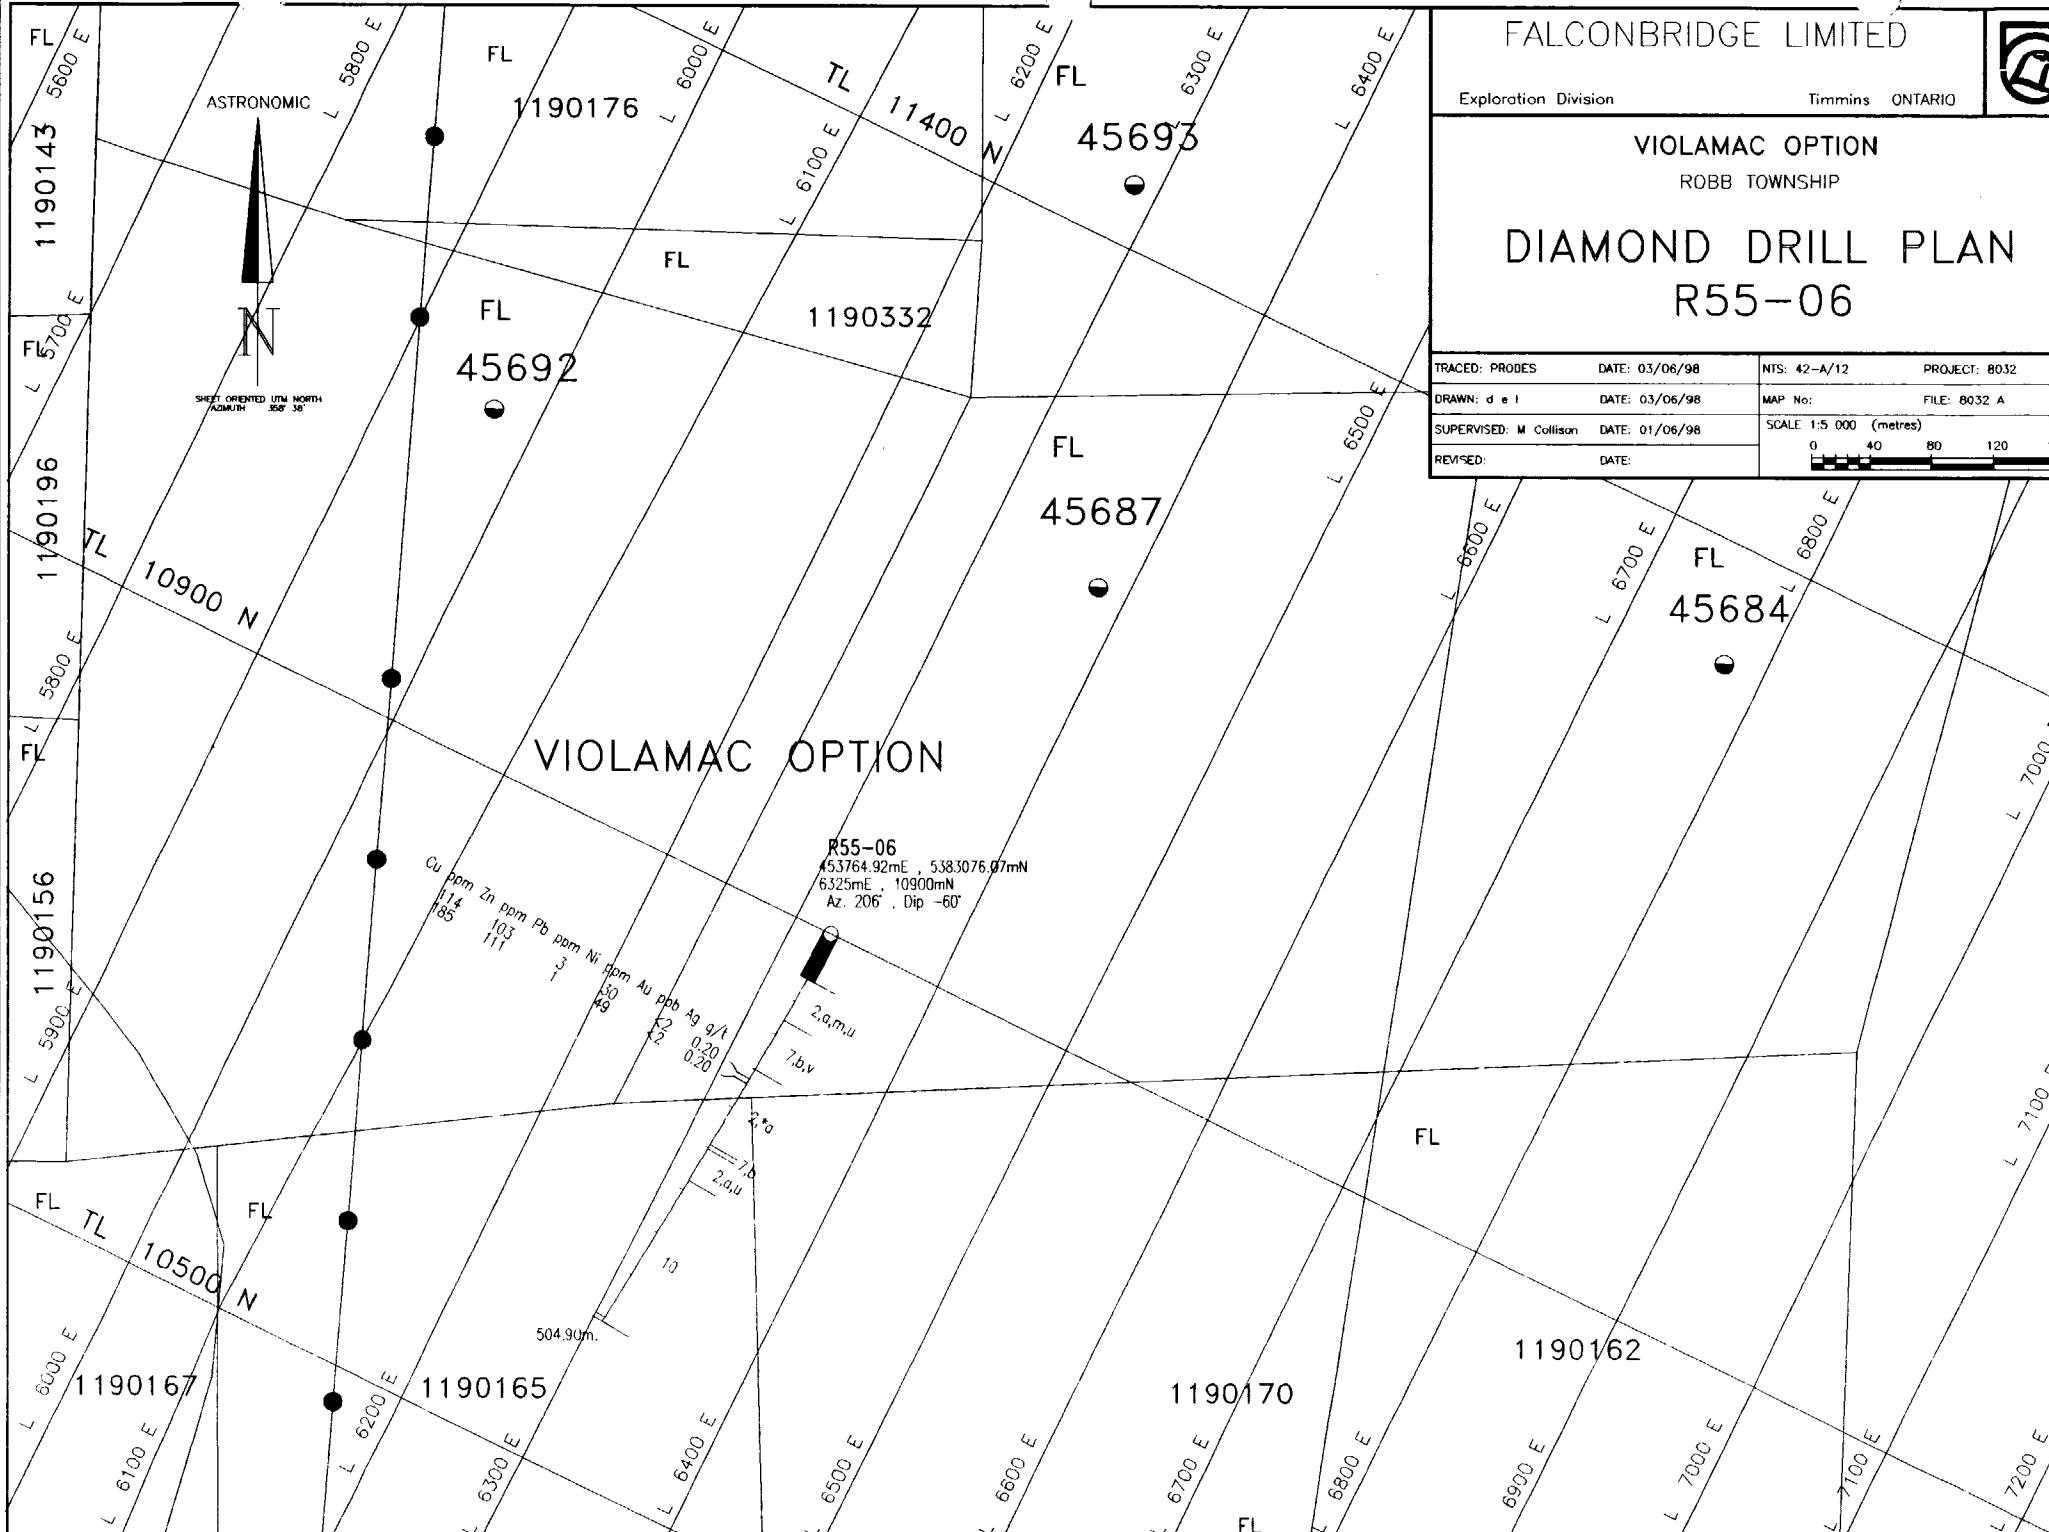 FALCONBRIDGE LIMITED
Exploration Division Timmins ONTARIO
VIOLAMAC OPTION
ROBB TOWNSHIP
DIAMOND DRILL PLAN
R55-06
TRACED: PROBES DATE: 03/06/98 NTS: 42-A/12 PROJECT: 8032
DRAWN: d e l DATE: 03/06/98 MAP No: FILE: 8032 A
SUPERVISED: M Collison DATE: 01/06/98 SCALE 1:5 000 (metres)
0 40 80 120
REVISED: DATE:
FL
L 5600 E
L 5800 E
FL
L 6000 E
TL 11400 N
L 6200 E
FL
L 6300 E
L 6400 E
ASTRONOMIC
1190176
45693
1190143
L 6100 E
N
SHEET ORIENTED UTM NORTH
AZIMUTH 358° 38'
FL
1190332
L 5700 E
FL
FL
45692
L 6500 E
FL
45687
1190196
TL 10900 N
L 6600 E
L 6700 E
L 6800 E
FL
45684
L 5800 E
FL
VIOLAMAC OPTION
L 7000
R55-06
453764.92mE , 5383076.07mN
6325mE , 10900mN
Az. 206° , Dip -60°
Cu ppm Zn ppm Pb ppm Ni ppm Au ppb Ag g/t
114 103 3 30 <2 0.20
185 111 1 49 <2 0.20
1190156
L 5900 E
2,a,m,u
7,b,v
2,*a
7,b
2,a,u
10
504.90m.
L 7100 E
FL
FL
FL
TL 10500 N
L 6000 E
1190167
1190165
1190170
1190162
L 6100 E
L 6200 E
L 6300 E
L 6400 E
L 6500 E
L 6600 E
L 6700 E
L 6800 E
L 6900 E
L 7000 E
L 7100 E
L 7200 E
FL